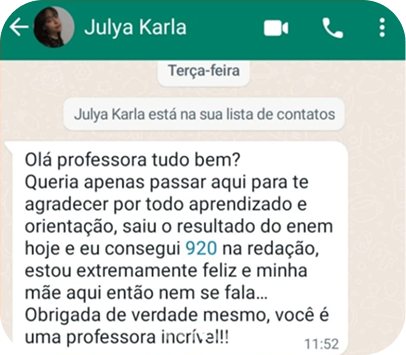 Julya Karla
Terça-feira
Julya Karla está na sua lista de contatos
Olá professora tudo bem?
Queria apenas passar aqui para te
agradecer por todo aprendizado e
orientação, saiu o resultado do enem
hoje e eu consegui 920 na redação,
estou extremamente feliz e minha
mãe aqui então nem se fala...
Obrigada de verdade mesmo, você é
uma professora incrível!!
11:52